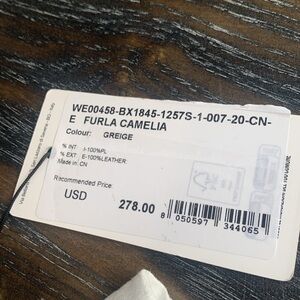 WE00458-BX1845-1257S-1-007-20-CN-
E FURLA CAMELIA
Colour: GREIGE
% INT I-100%PL
% EXT E-100%LEATHER:
Made in: CN
Recommended Price:
USD 278.00
8 050597 344065